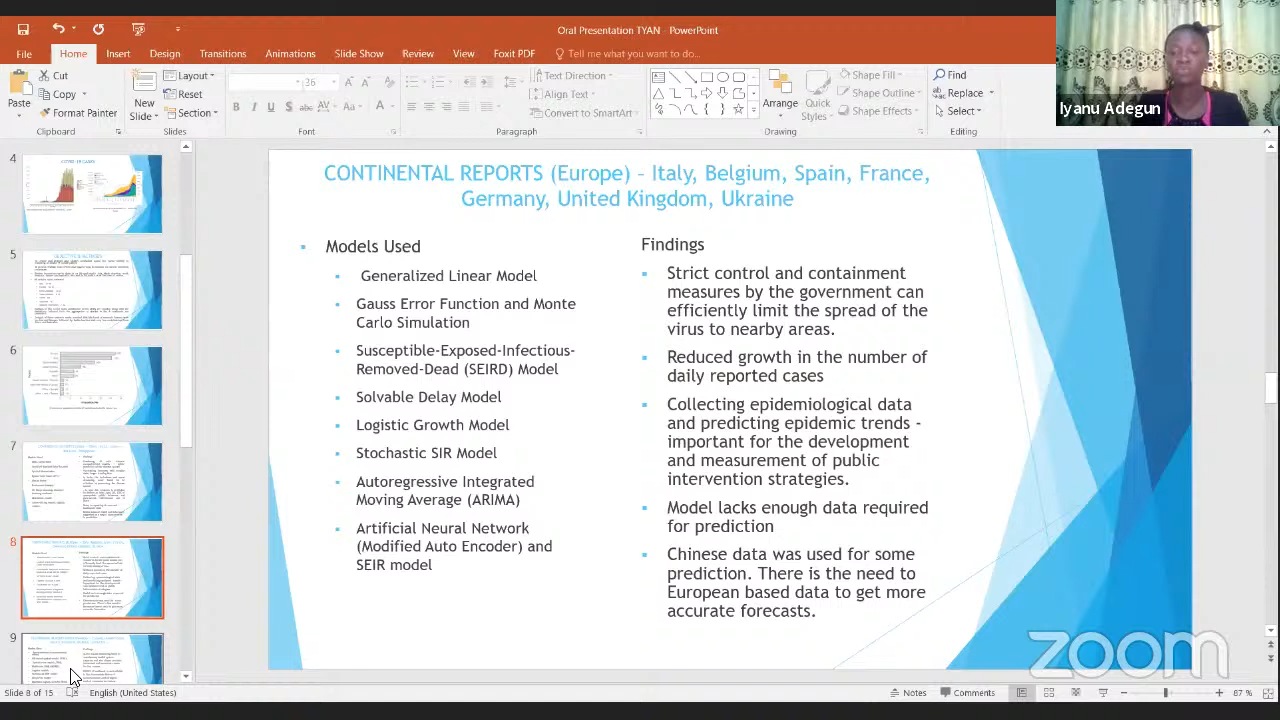 Oral Presentation TYAN - PowerPoint
File Home Insert Design Transitions Animations Slide Show Review View Foxit PDF Tell me what you want to do...
Paste
Cut
Copy
Format Painter
Clipboard
New
Slide
Layout
Reset
Section
Slides
26
Font
Paragraph
Text Direction
Align Text
Convert to SmartArt
Arrange
Quick
Styles
Shape Fill
Shape Outline
Shape Effects
Drawing
Find
Replace
Select
Editing
Iyanu Adegun
4
5
6
7
8
9
CONTINENTAL REPORTS (Europe) – Italy, Belgium, Spain, France,
Germany, United Kingdom, Ukraine
Models Used
Generalized Linear Model
Gauss Error Function and Monte
Carlo Simulation
Susceptible-Exposed-Infectious-
Removed-Dead (SEIRD) Model
Solvable Delay Model
Logistic Growth Model
Stochastic SIR Model
Autoregressive Integrated
Moving Average (ARIMA)
Artificial Neural Network
(Modified Auto Encoder) and
SEIR model
Findings
Strict control and containment
measures by the government can
efficiently limit the spread of the
virus to nearby areas.
Reduced growth in the number of
daily reported cases
Collecting epidemiological data
and predicting epidemic trends -
important for the development
and measurement of public
intervention strategies.
Model lacks enough data required
for prediction
Chinese data was used for some
prediction. There is the need to
European based data to get more
accurate forecasts.
zoom
Slide 8 of 15 English (United States) Notes Comments 87 %